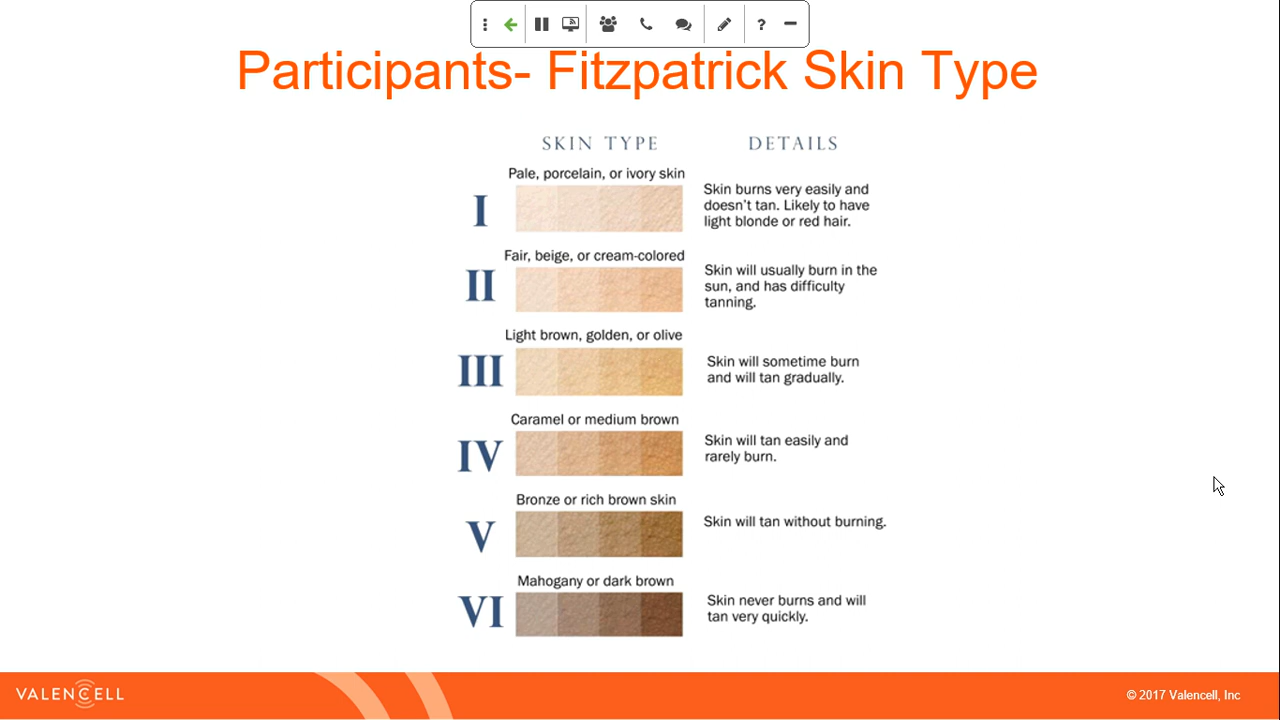 ?
Participants- Fitzpatrick Skin Type
SKIN TYPE
DETAILS
I
Pale, porcelain, or ivory skin
Skin burns very easily and
doesn't tan. Likely to have
light blonde or red hair.
II
Fair, beige, or cream-colored
Skin will usually burn in the
sun, and has difficulty
tanning.
III
Light brown, golden, or olive
Skin will sometime burn
and will tan gradually.
IV
Caramel or medium brown
Skin will tan easily and
rarely burn.
V
Bronze or rich brown skin
Skin will tan without burning.
VI
Mahogany or dark brown
Skin never burns and will
tan very quickly.
VALENCELL
© 2017 Valencell, Inc